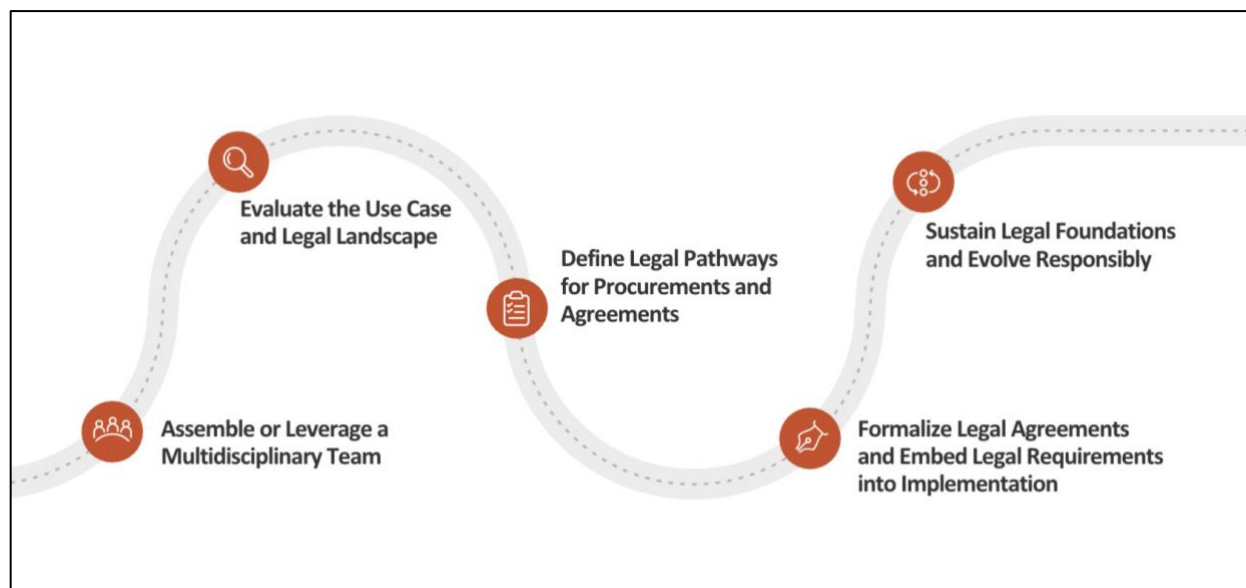 Evaluate the Use Case
and Legal Landscape
Define Legal Pathways
for Procurements and
Agreements
Sustain Legal Foundations
and Evolve Responsibly
Assemble or Leverage a
Multidisciplinary Team
Formalize Legal Agreements
and Embed Legal Requirements
into Implementation